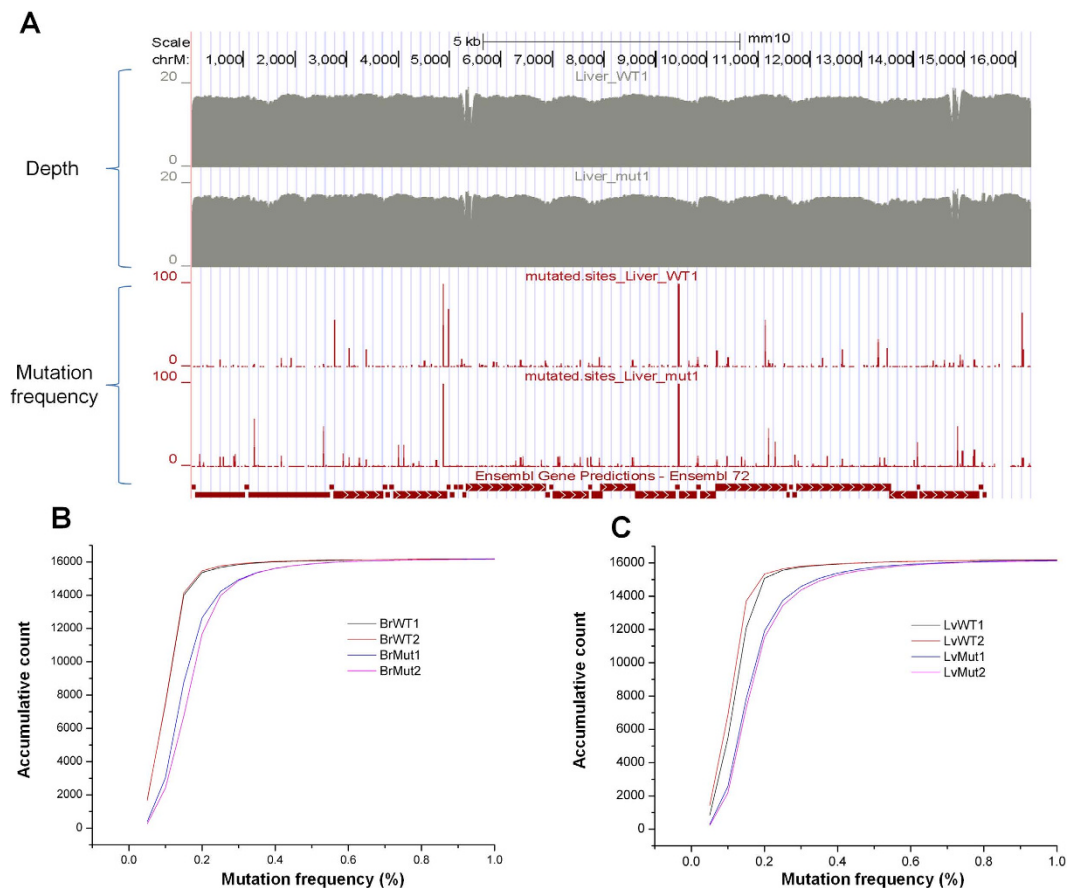 A
Scale 5 kb mm10
chrM: 1,000 2,000 3,000 4,000 5,000 6,000 7,000 8,000 9,000 10,000 11,000 12,000 13,000 14,000 15,000 16,000
Liver_WT1
20
0
Depth
Liver_mut1
20
0
mutated.sites_Liver_WT1
100
0
Mutation
frequency
mutated.sites_Liver_mut1
100
0
Ensembl Gene Predictions - Ensembl 72
B
Accumulative count
16000
14000
12000
10000
8000
6000
4000
2000
0
BrWT1
BrWT2
BrMut1
BrMut2
0.0 0.2 0.4 0.6 0.8 1.0
Mutation frequency (%)
C
Accumulative count
16000
14000
12000
10000
8000
6000
4000
2000
0
LvWT1
LvWT2
LvMut1
LvMut2
0.0 0.2 0.4 0.6 0.8 1.0
Mutation frequency (%)